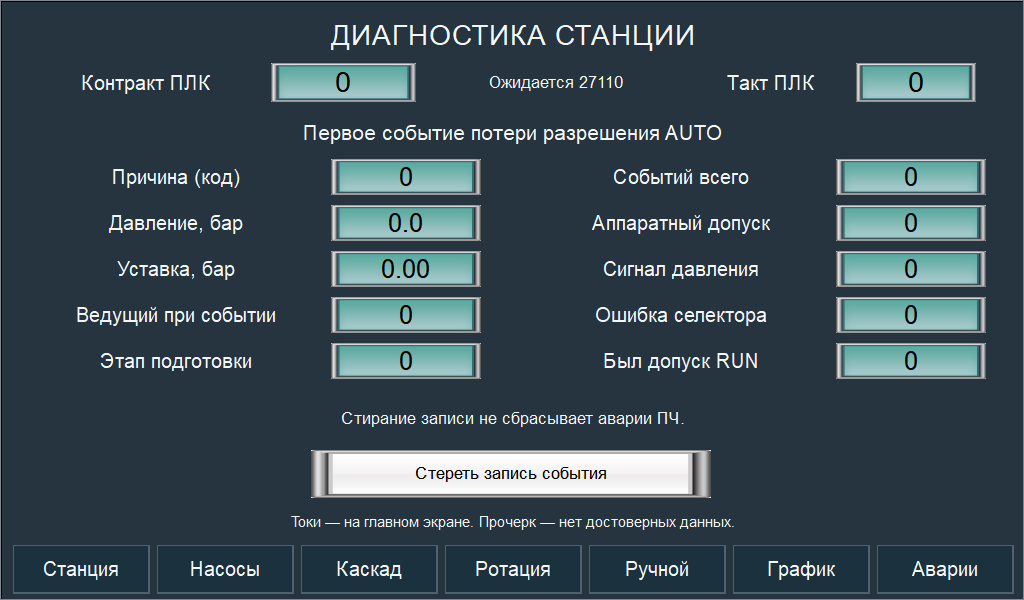 ДИАГНОСТИКА СТАНЦИИ
Контракт ПЛК 0 Ожидается 27110 Такт ПЛК 0
Первое событие потери разрешения AUTO
Причина (код) 0 Событий всего 0
Давление, бар 0.0 Аппаратный допуск 0
Уставка, бар 0.00 Сигнал давления 0
Ведущий при событии 0 Ошибка селектора 0
Этап подготовки 0 Был допуск RUN 0
Стирание записи не сбрасывает аварии ПЧ.
Стереть запись события
Токи — на главном экране. Прочерк — нет достоверных данных.
Станция Насосы Каскад Ротация Ручной График Аварии